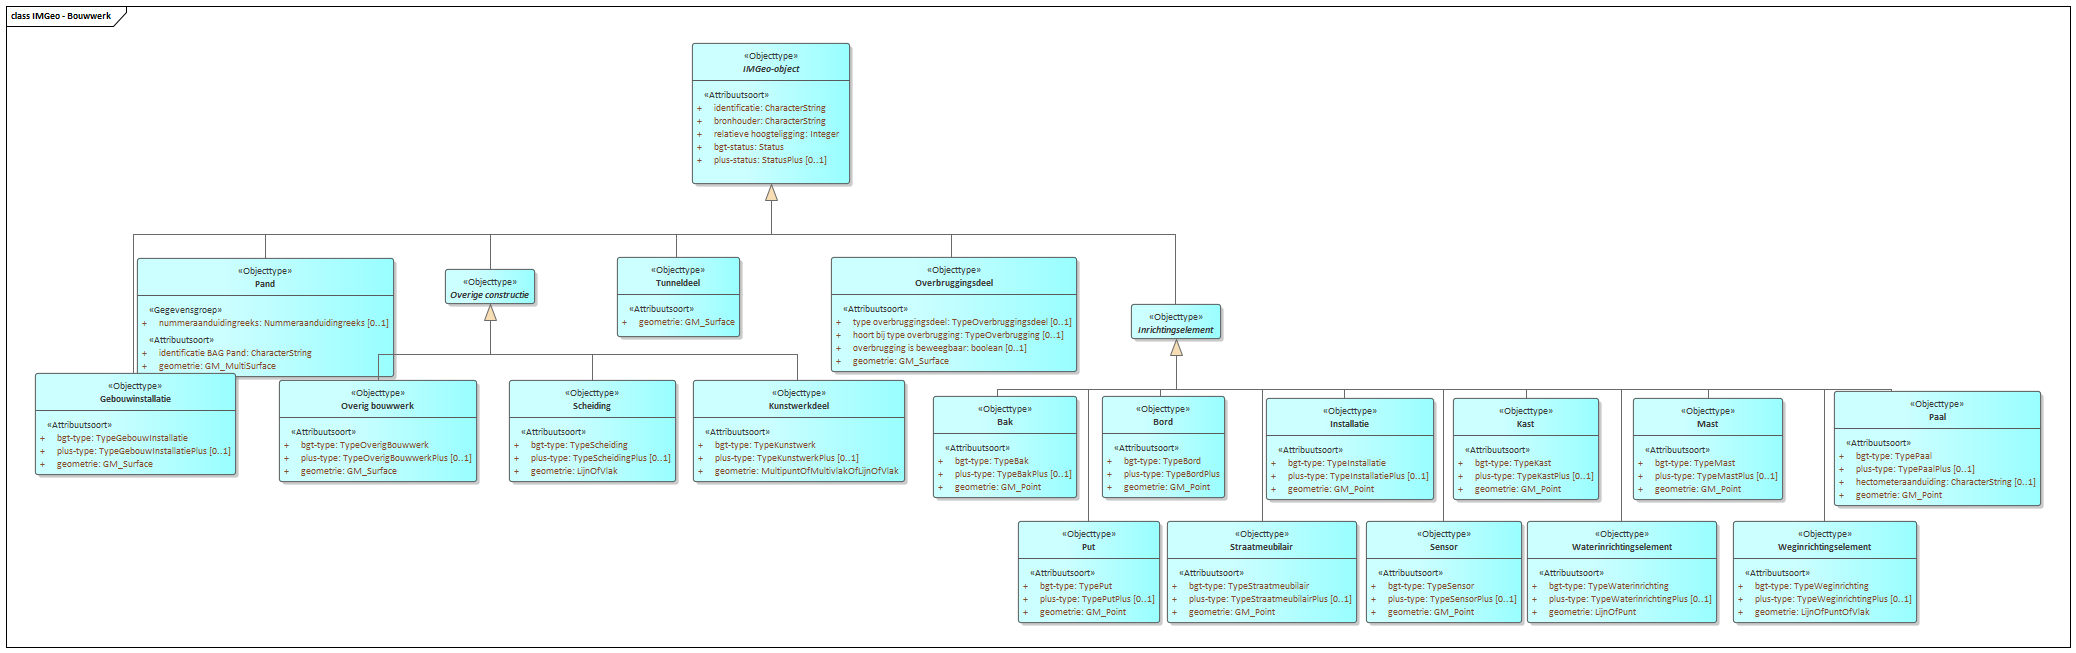 class IMGeo - Bouwwerk
«Objecttype»
IMGeo-object
«Attribuutsoort»
+ identificatie: CharacterString
+ bronhouder: CharacterString
+ relatieve hoogteligging: Integer
+ bgt-status: Status
+ plus-status: StatusPlus [0..1]
«Objecttype»
Pand
«Gegevensgroep»
+ nummeraanduidingreeks: Nummeraanduidingreeks [0..1]
«Attribuutsoort»
+ identificatie BAG Pand: CharacterString
+ geometrie: GM_MultiSurface
«Objecttype»
Overige constructie
«Objecttype»
Tunneldeel
«Attribuutsoort»
+ geometrie: GM_Surface
«Objecttype»
Overbruggingsdeel
«Attribuutsoort»
+ type overbruggingsdeel: TypeOverbruggingsdeel [0..1]
+ hoort bij type overbrugging: TypeOverbrugging [0..1]
+ overbrugging is beweegbaar: boolean [0..1]
+ geometrie: GM_Surface
«Objecttype»
Inrichtingselement
«Objecttype»
Gebouwinstallatie
«Attribuutsoort»
+ bgt-type: TypeGebouwInstallatie
+ plus-type: TypeGebouwInstallatiePlus [0..1]
+ geometrie: GM_Surface
«Objecttype»
Overig bouwwerk
«Attribuutsoort»
+ bgt-type: TypeOverigBouwwerk
+ plus-type: TypeOverigBouwwerkPlus [0..1]
+ geometrie: GM_Surface
«Objecttype»
Scheiding
«Attribuutsoort»
+ bgt-type: TypeScheiding
+ plus-type: TypeScheidingPlus [0..1]
+ geometrie: LijnOfVlak
«Objecttype»
Kunstwerkdeel
«Attribuutsoort»
+ bgt-type: TypeKunstwerk
+ plus-type: TypeKunstwerkPlus [0..1]
+ geometrie: MultipuntOfMultivlakOfLijnOfVlak
«Objecttype»
Bak
«Attribuutsoort»
+ bgt-type: TypeBak
+ plus-type: TypeBakPlus [0..1]
+ geometrie: GM_Point
«Objecttype»
Bord
«Attribuutsoort»
+ bgt-type: TypeBord
+ plus-type: TypeBordPlus
+ geometrie: GM_Point
«Objecttype»
Installatie
«Attribuutsoort»
+ bgt-type: TypeInstallatie
+ plus-type: TypeInstallatiePlus [0..1]
+ geometrie: GM_Point
«Objecttype»
Kast
«Attribuutsoort»
+ bgt-type: TypeKast
+ plus-type: TypeKastPlus [0..1]
+ geometrie: GM_Point
«Objecttype»
Mast
«Attribuutsoort»
+ bgt-type: TypeMast
+ plus-type: TypeMastPlus [0..1]
+ geometrie: GM_Point
«Objecttype»
Paal
«Attribuutsoort»
+ bgt-type: TypePaal
+ plus-type: TypePaalPlus [0..1]
+ hectometeraanduiding: CharacterString [0..1]
+ geometrie: GM_Point
«Objecttype»
Put
«Attribuutsoort»
+ bgt-type: TypePut
+ plus-type: TypePutPlus [0..1]
+ geometrie: GM_Point
«Objecttype»
Straatmeubilair
«Attribuutsoort»
+ bgt-type: TypeStraatmeubilair
+ plus-type: TypeStraatmeubilairPlus [0..1]
+ geometrie: GM_Point
«Objecttype»
Sensor
«Attribuutsoort»
+ bgt-type: TypeSensor
+ plus-type: TypeSensorPlus [0..1]
+ geometrie: GM_Point
«Objecttype»
Waterinrichtingselement
«Attribuutsoort»
+ bgt-type: TypeWaterinrichting
+ plus-type: TypeWaterinrichtingPlus [0..1]
+ geometrie: LijnOfPunt
«Objecttype»
Weginrichtingselement
«Attribuutsoort»
+ bgt-type: TypeWeginrichting
+ plus-type: TypeWeginrichtingPlus [0..1]
+ geometrie: LijnOfPuntOfVlak